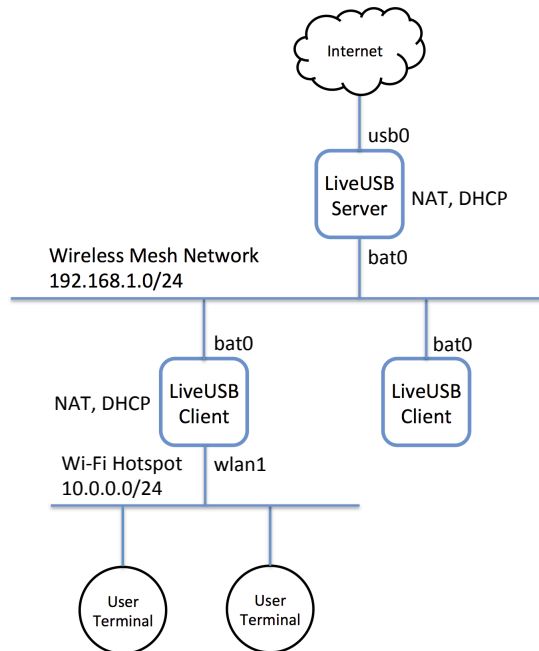 Internet
usb0
LiveUSB
Server
NAT, DHCP
bat0
Wireless Mesh Network
192.168.1.0/24
bat0
bat0
LiveUSB
Client
NAT, DHCP
LiveUSB
Client
Wi-Fi Hotspot
10.0.0.0/24
wlan1
User
Terminal
User
Terminal